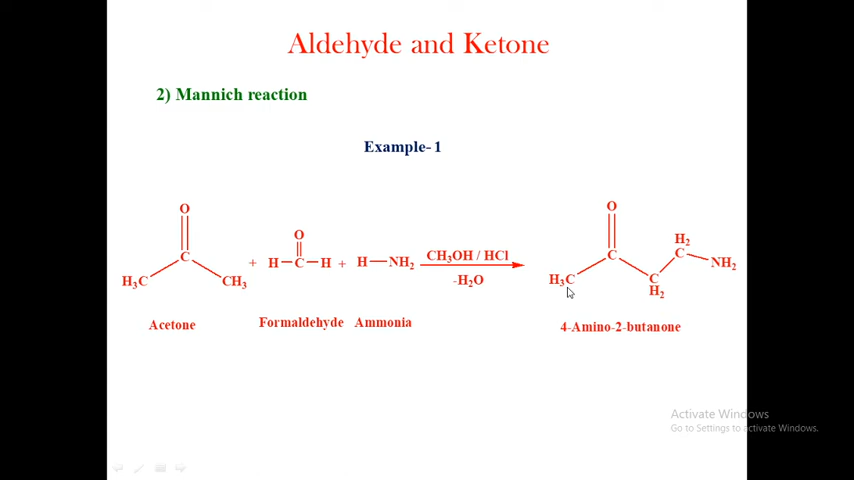 Aldehyde and Ketone
2) Mannich reaction
Example-1
O
C
H₃C
CH₃
+
O
H—C—H
+
H—NH₂
CH₃OH / HCl
-H₂O
O
C
H₃C
C
H₂
H₂
C
NH₂
Acetone
Formaldehyde
Ammonia
4-Amino-2-butanone
Activate Windows
Go to Settings to activate Windows.